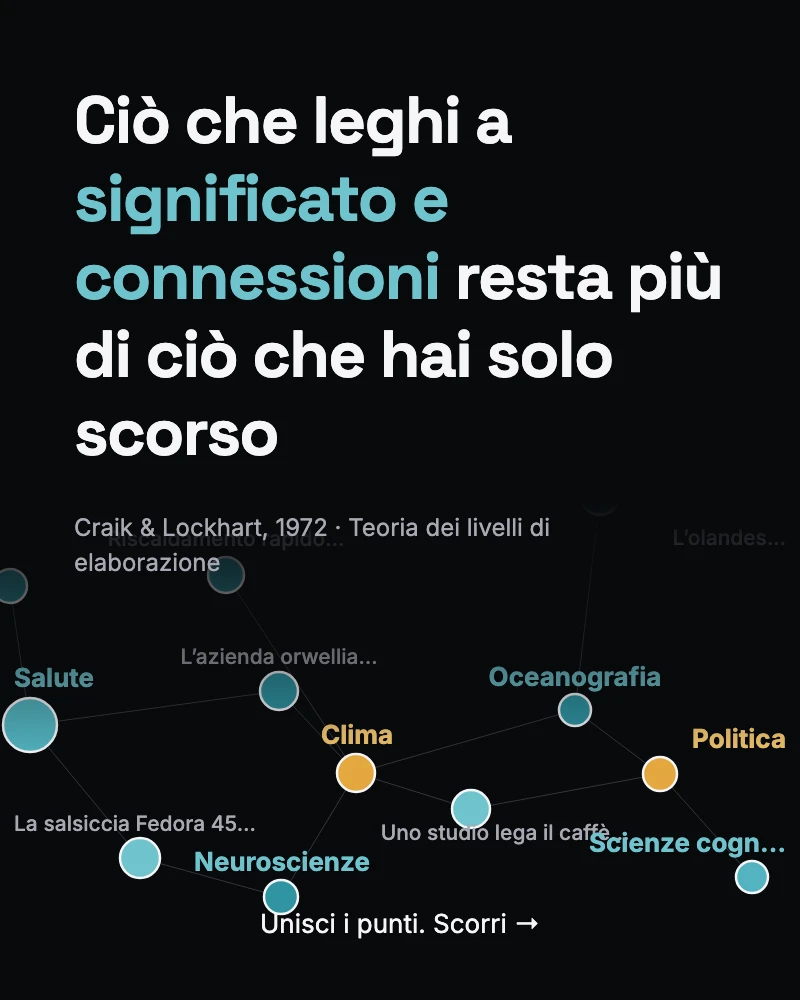 Ciò che leghi a
significato e
connessioni resta più
di ciò che hai solo
scorso
Craik & Lockhart, 1972 · Teoria dei livelli di
elaborazione
Riscaldamento rapido...
L'olandes...
L'azienda orwellia...
Salute
Oceanografia
Clima
Politica
La salsiccia Fedora 45...
Uno studio lega il caffè...
Scienze cogn...
Neuroscienze
Unisci i punti. Scorri →